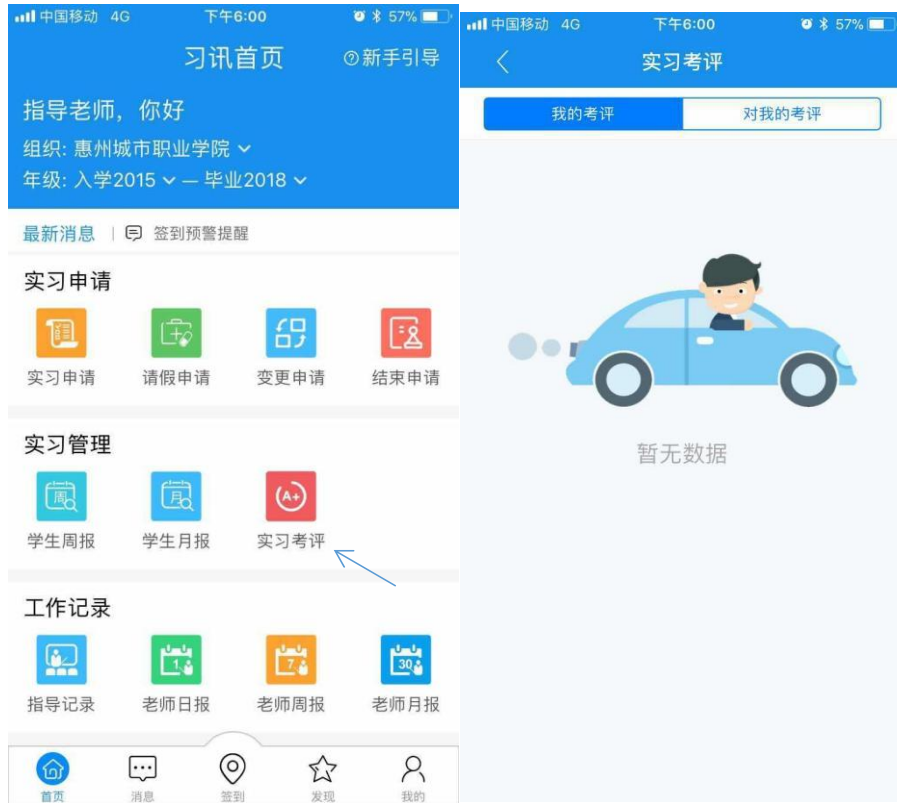 中国移动 4G 下午6:00 57%
习讯首页
新手引导
指导老师，你好
组织: 惠州城市职业学院
年级: 入学2015 — 毕业2018
最新消息 签到预警提醒
实习申请
实习申请 请假申请 变更申请 结束申请
实习管理
周 月 A+
学生周报 学生月报 实习考评
工作记录
1 7 30
指导记录 老师日报 老师周报 老师月报
首页 消息 签到 发现 我的
中国移动 4G 下午6:00 57%
实习考评
我的考评 对我的考评
暂无数据